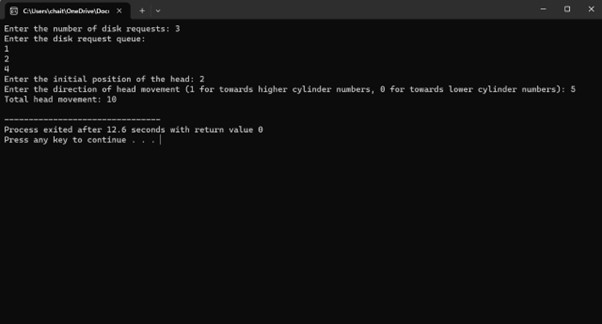 C:\Users\chait\OneDrive\Docu
Enter the number of disk requests: 3
Enter the disk request queue:
1
2
4
Enter the initial position of the head: 2
Enter the direction of head movement (1 for towards higher cylinder numbers, 0 for towards lower cylinder numbers): 5
Total head movement: 10
--------------------------------
Process exited after 12.6 seconds with return value 0
Press any key to continue . . .